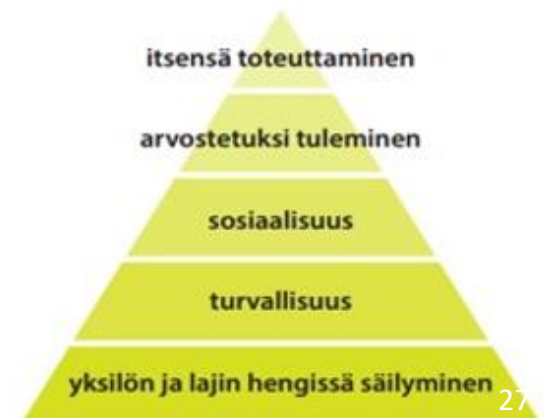 itsensä toteuttaminen
arvostetuksi tuleminen
sosiaalisuus
turvallisuus
yksilön ja lajin hengissä säilyminen
27